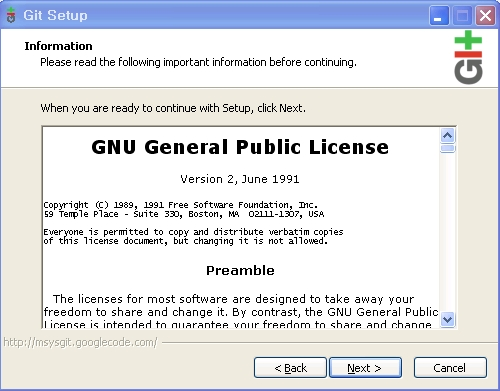 Git Setup
Information
Please read the following important information before continuing.
Git
When you are ready to continue with Setup, click Next.
GNU General Public License
Version 2, June 1991
Copyright (C) 1989, 1991 Free Software Foundation, Inc.
59 Temple Place - Suite 330, Boston, MA  02111-1307, USA
Everyone is permitted to copy and distribute verbatim copies
of this license document, but changing it is not allowed.
Preamble
The licenses for most software are designed to take away your
freedom to share and change it. By contrast, the GNU General Public
License is intended to guarantee your freedom to share and change
http://msysgit.googlecode.com/
< Back
Next >
Cancel